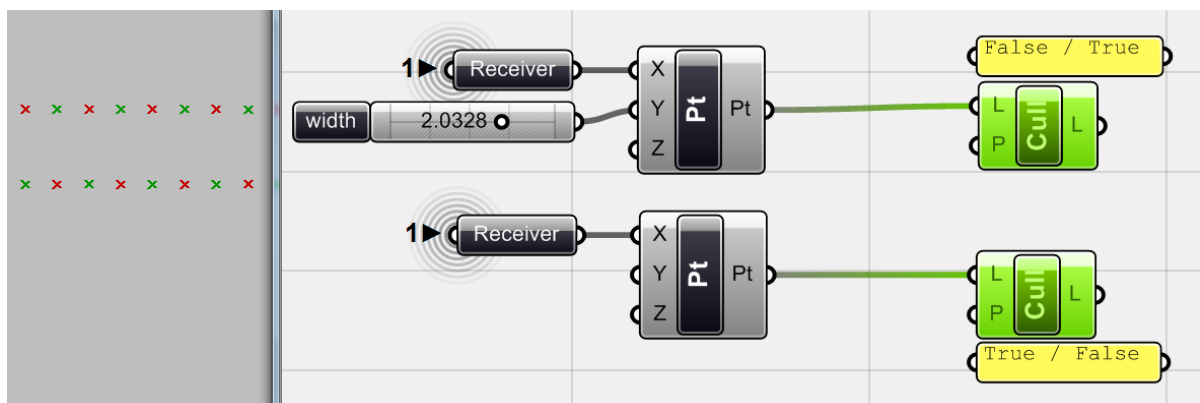 False / True
1 Receiver
X
Y
Z
Pt
Pt
L
P
Cull
L
width 2.0328
1 Receiver
X
Y
Z
Pt
Pt
L
P
Cull
L
True / False